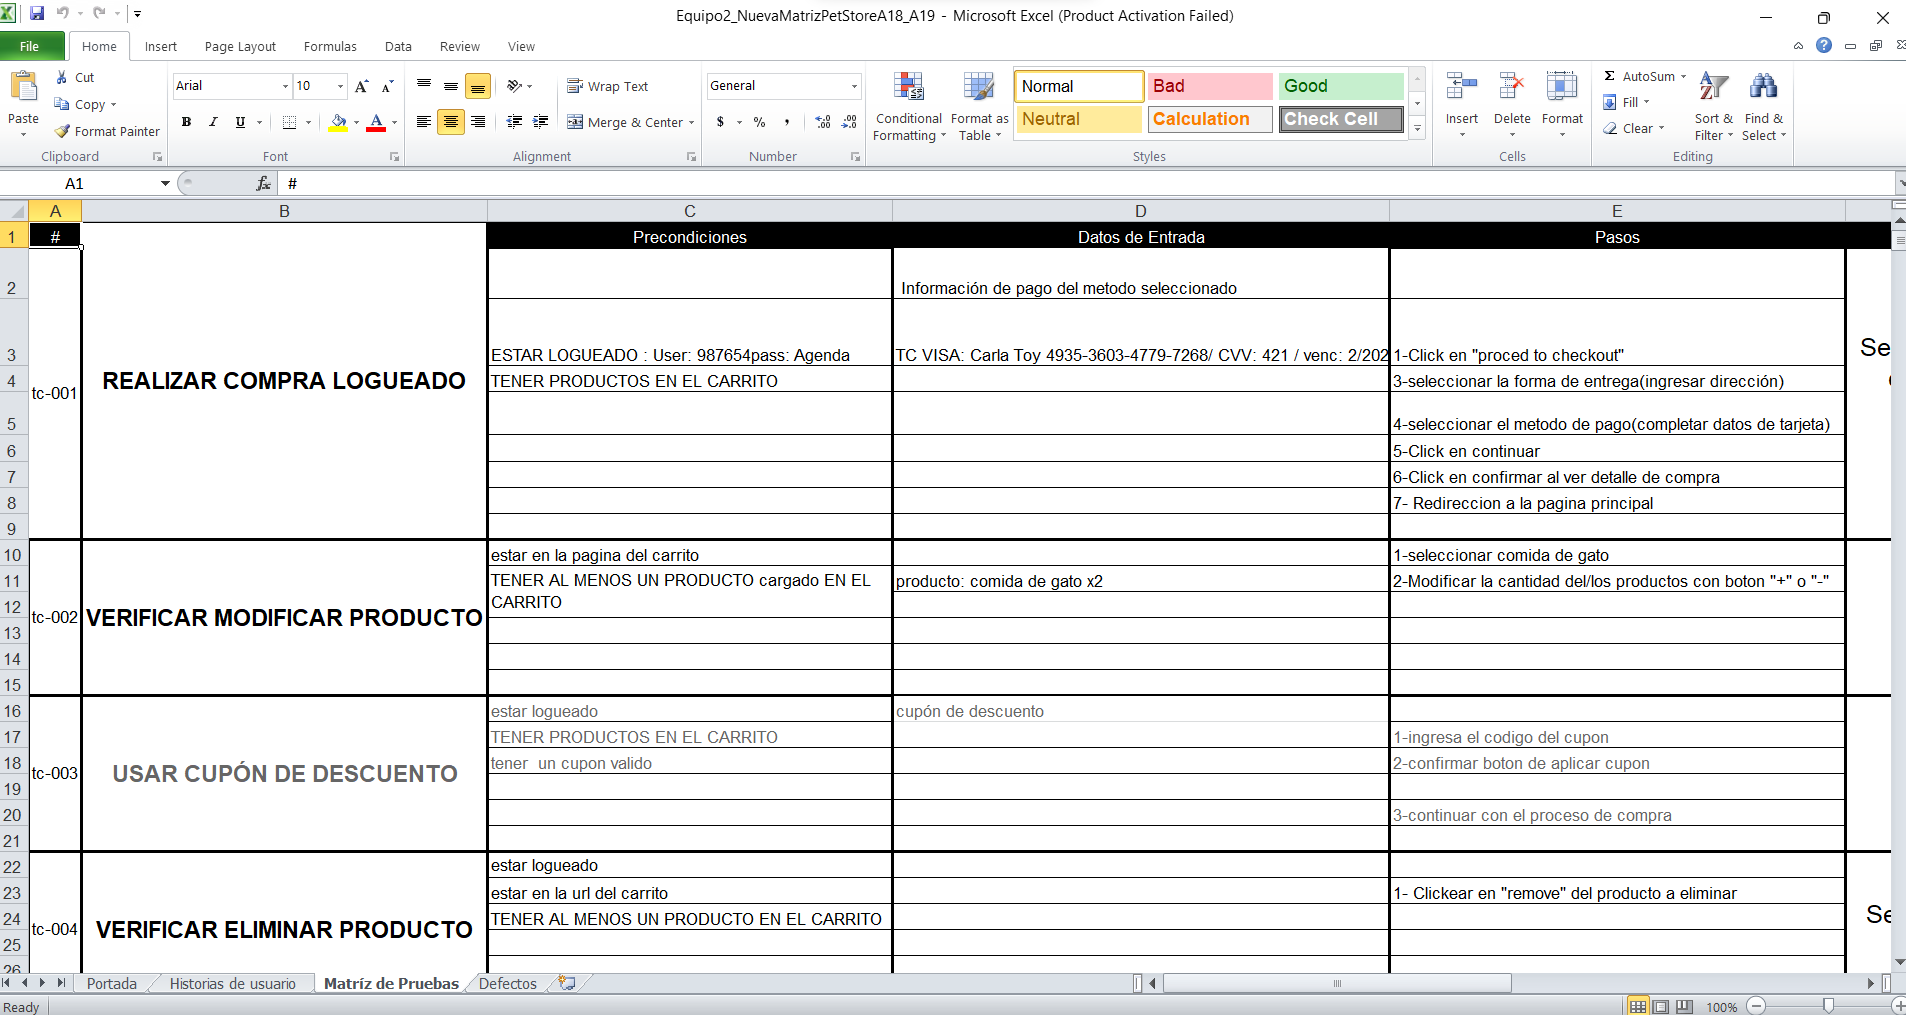 Equipo2_NuevaMatrizPetStoreA18_A19 - Microsoft Excel (Product Activation Failed)
File Home Insert Page Layout Formulas Data Review View
Paste
Cut
Copy
Format Painter
Clipboard
Arial 10
B I U
Font
Wrap Text
Merge & Center
Alignment
General
$ % ,
Number
Conditional Formatting
Format as Table
Normal Bad Good
Neutral Calculation Check Cell
Styles
Insert Delete Format
Cells
AutoSum
Fill
Clear
Sort & Filter
Find & Select
Editing
A1 fx #
A B C D E
1 # Precondiciones Datos de Entrada Pasos
tc-001 REALIZAR COMPRA LOGUEADO
2 Información de pago del metodo seleccionado
3 ESTAR LOGUEADO : User: 987654pass: Agenda TC VISA: Carla Toy 4935-3603-4779-7268/ CVV: 421 / venc: 2/202 1-Click en "proced to checkout" Se
4 TENER PRODUCTOS EN EL CARRITO 3-seleccionar la forma de entrega(ingresar dirección)
5 4-seleccionar el metodo de pago(completar datos de tarjeta)
6 5-Click en continuar
7 6-Click en confirmar al ver detalle de compra
8 7- Redireccion a la pagina principal
9
tc-002 VERIFICAR MODIFICAR PRODUCTO
10 estar en la pagina del carrito 1-seleccionar comida de gato
11 TENER AL MENOS UN PRODUCTO cargado EN EL producto: comida de gato x2 2-Modificar la cantidad del/los productos con boton "+" o "-"
12 CARRITO
13
14
15
tc-003 USAR CUPÓN DE DESCUENTO
16 estar logueado cupón de descuento
17 TENER PRODUCTOS EN EL CARRITO 1-ingresa el codigo del cupon
18 tener un cupon valido 2-confirmar boton de aplicar cupon
19
20 3-continuar con el proceso de compra
21
tc-004 VERIFICAR ELIMINAR PRODUCTO
22 estar logueado
23 estar en la url del carrito 1- Clickear en "remove" del producto a eliminar
24 TENER AL MENOS UN PRODUCTO EN EL CARRITO Se
25
26
Portada Historias de usuario Matríz de Pruebas Defectos
Ready 100%